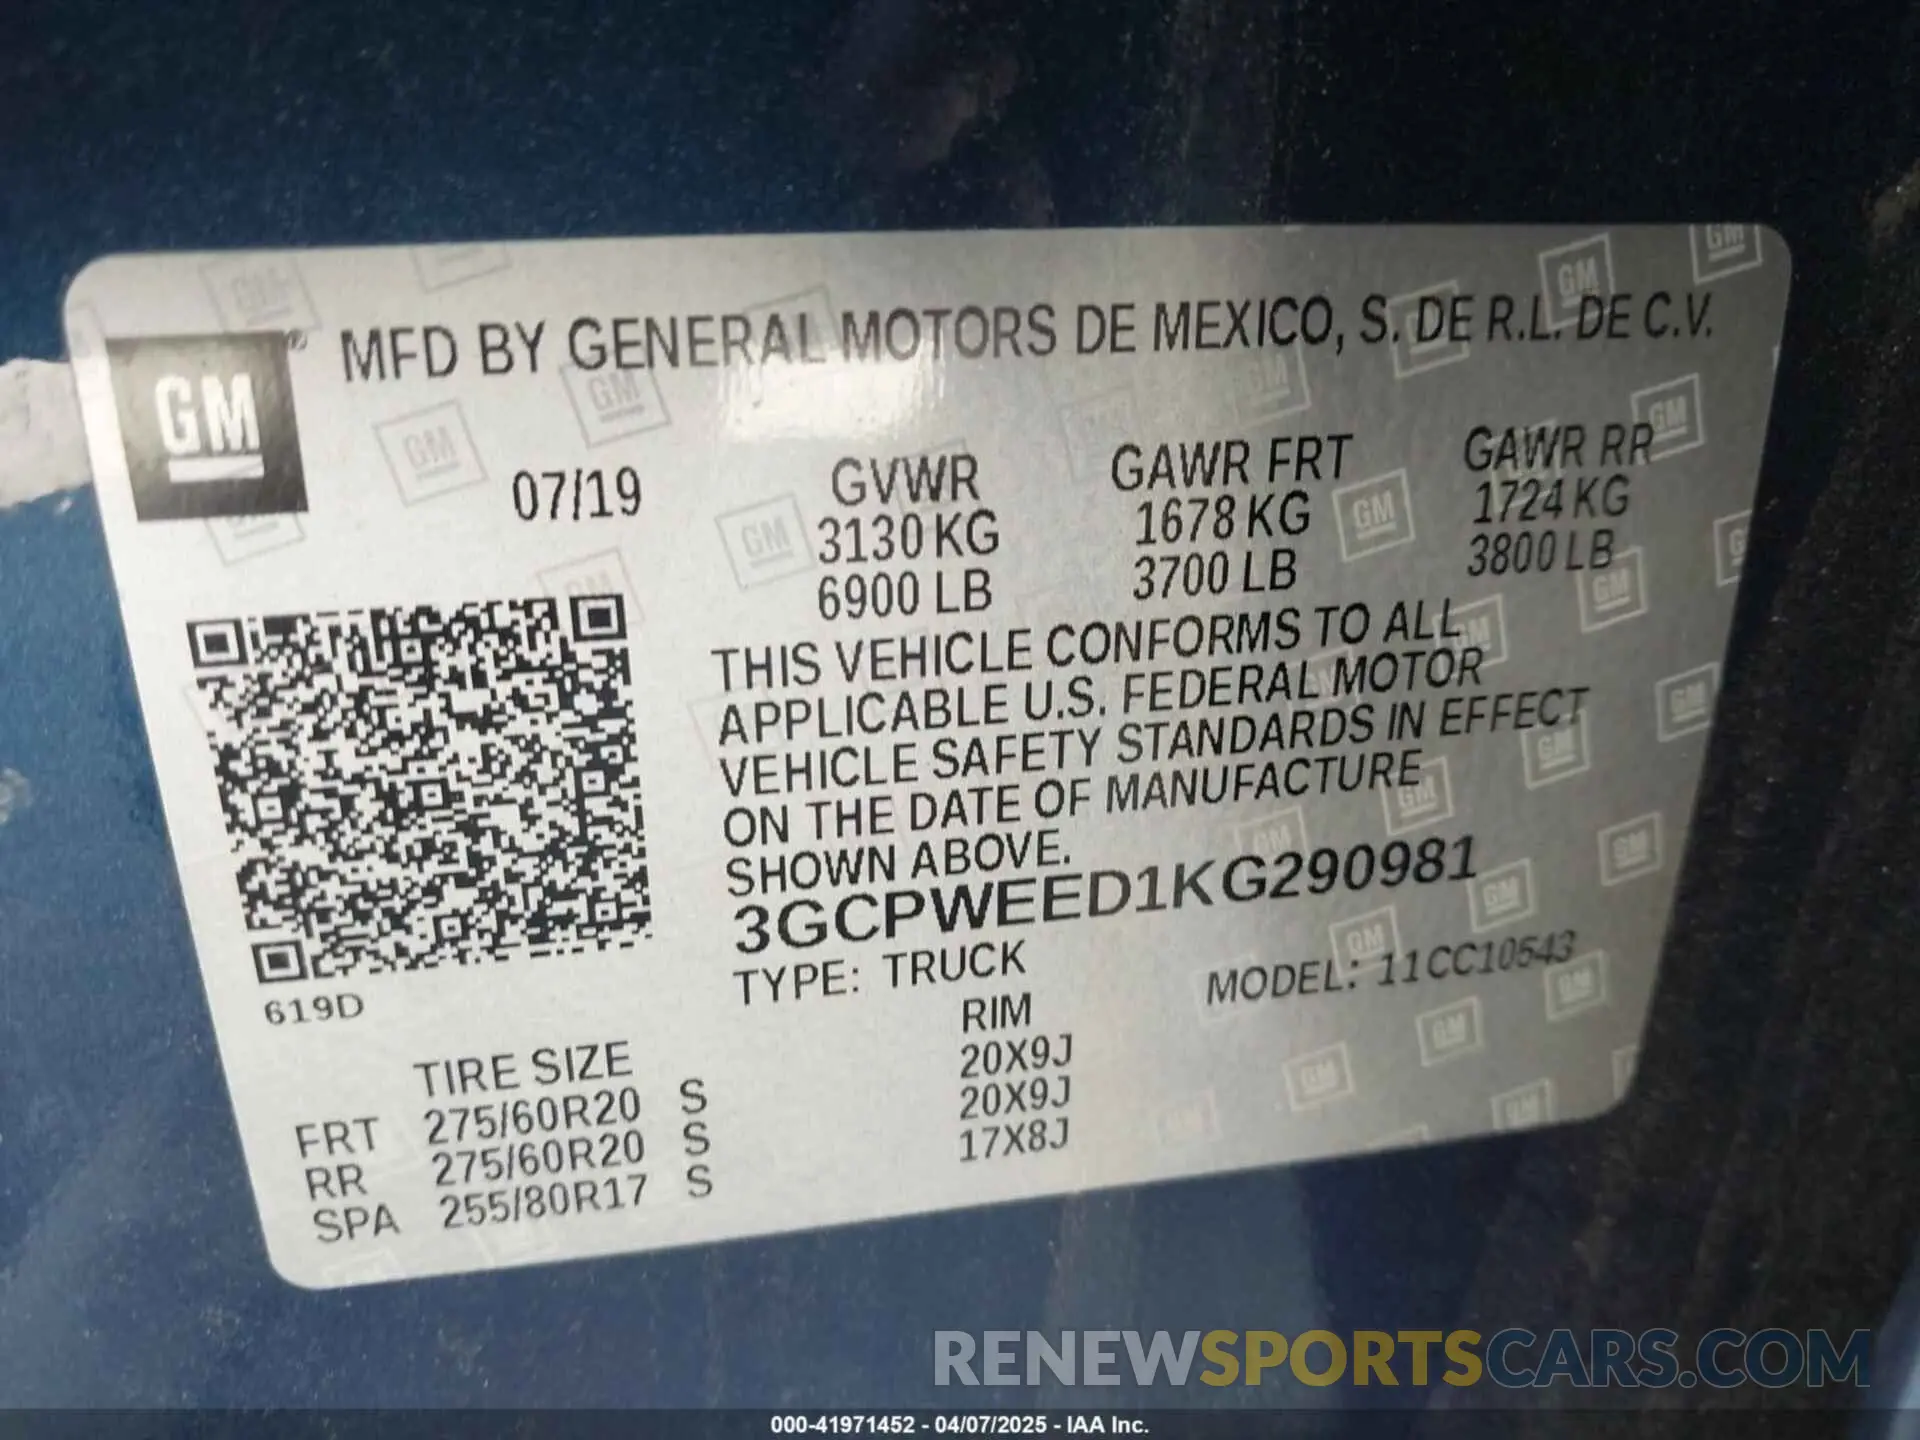 GM® MFD BY GENERAL MOTORS DE MEXICO, S. DE R.L. DE C.V.
07/19 GVWR GAWR FRT GAWR RR
3130 KG 1678 KG 1724 KG
6900 LB 3700 LB 3800 LB
THIS VEHICLE CONFORMS TO ALL
APPLICABLE U.S. FEDERAL MOTOR
VEHICLE SAFETY STANDARDS IN EFFECT
ON THE DATE OF MANUFACTURE
SHOWN ABOVE.
3GCPWEED1KG290981
TYPE: TRUCK MODEL: 11CC10543
619D
TIRE SIZE RIM
FRT 275/60R20 S 20X9J
RR 275/60R20 S 20X9J
SPA 255/80R17 S 17X8J
RENEWSPORTSCARS.COM
000-41971452 - 04/07/2025 - IAA Inc.